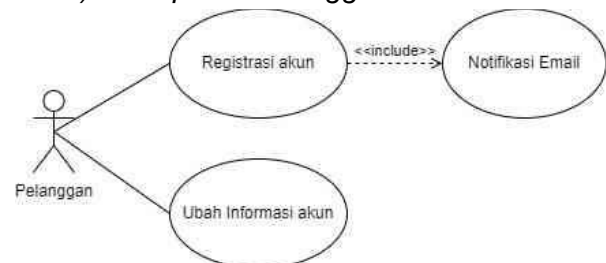 Registrasi akun
<<include>>
Notifikasi Email
Pelanggan
Ubah Informasi akun